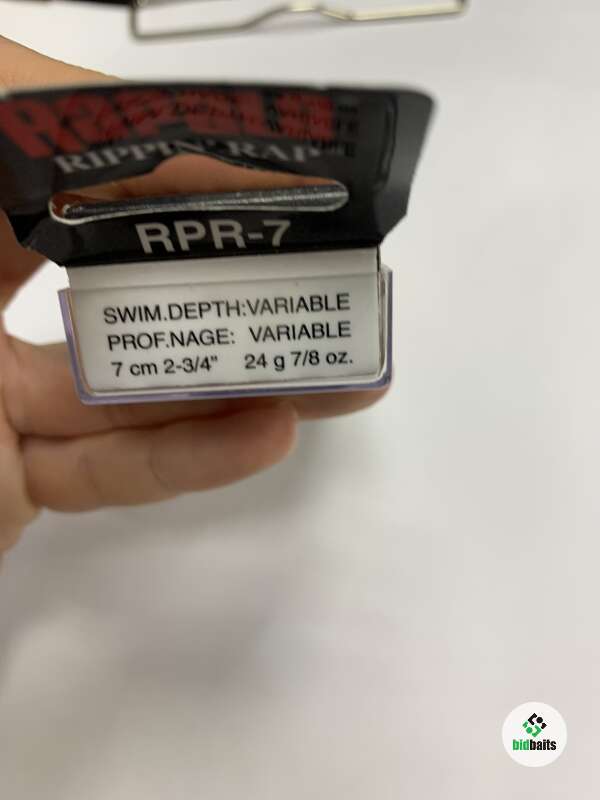 Rapala
RIPPIN' RAP
RPR-7
SWIM.DEPTH:VARIABLE
PROF.NAGE: VARIABLE
7 cm 2-3/4" 24 g 7/8 oz.
bidbaits